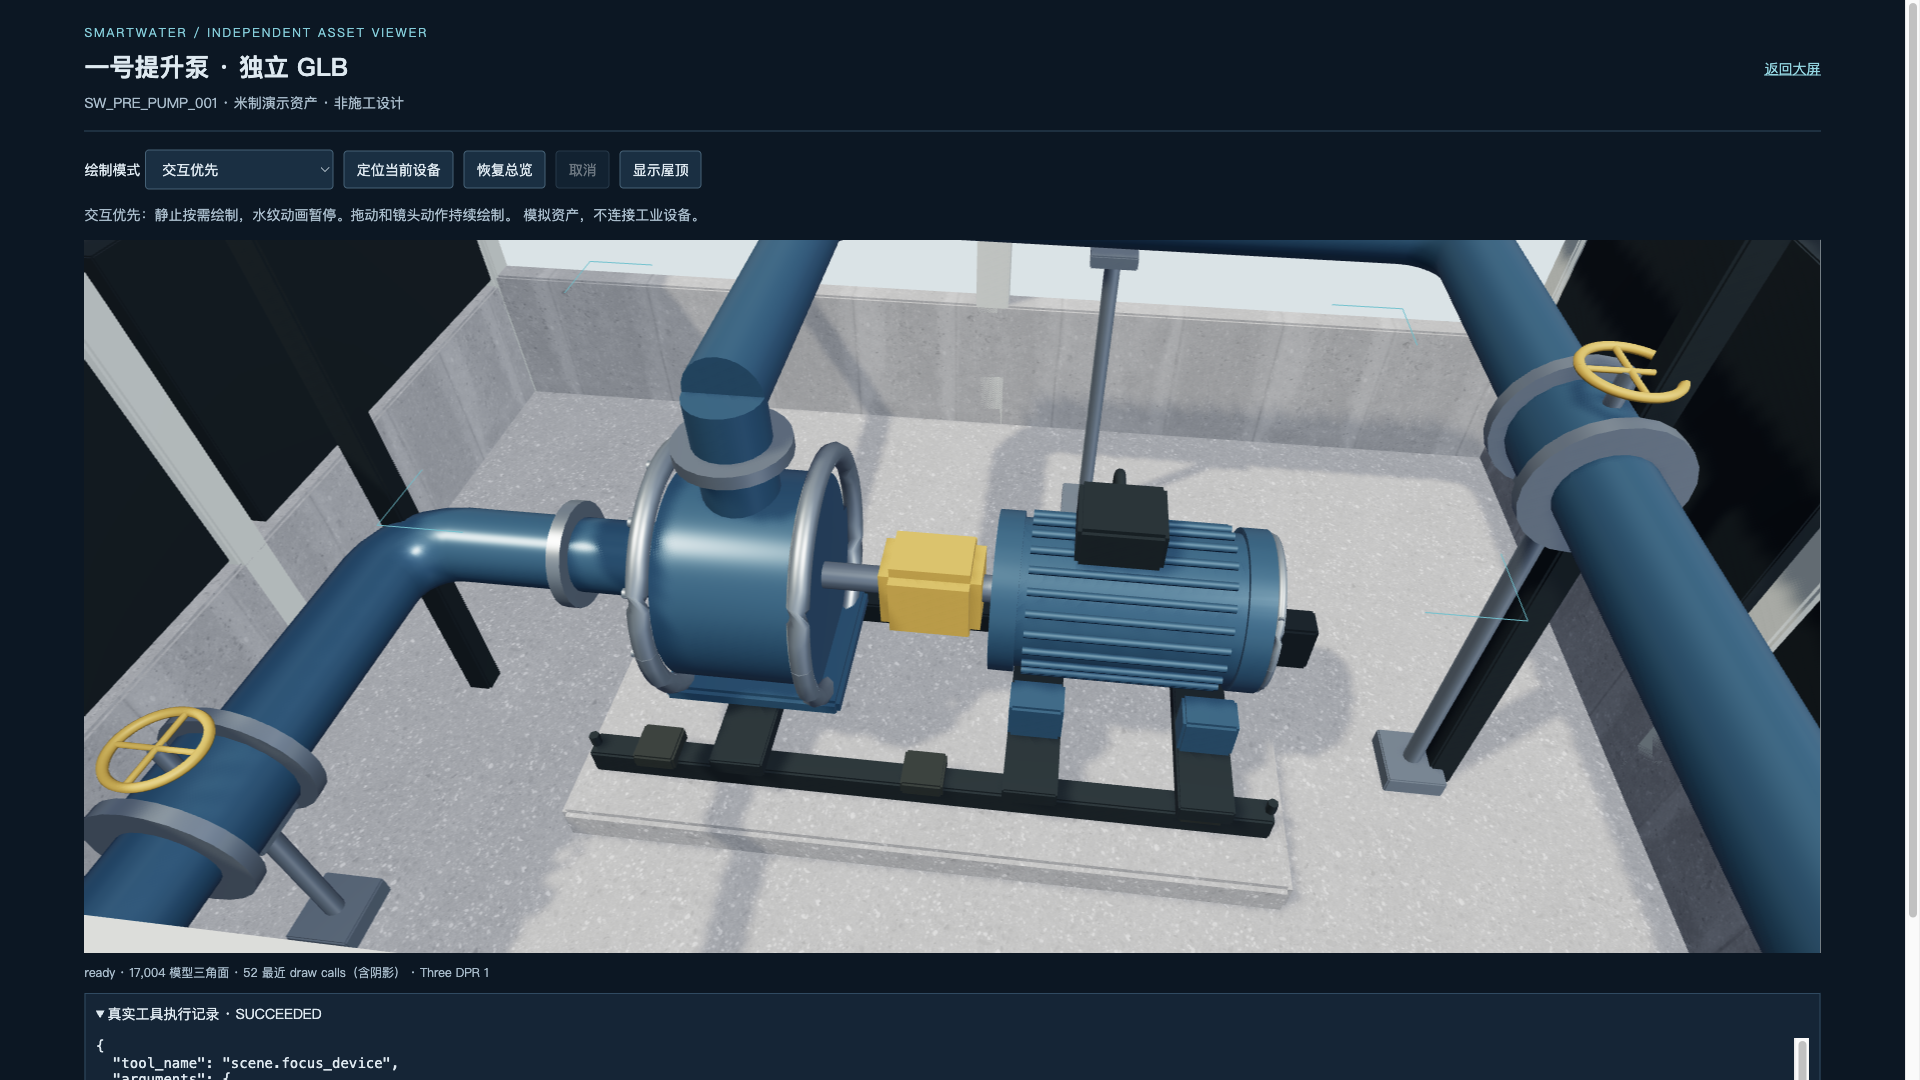 SMARTWATER / INDEPENDENT ASSET VIEWER
一号提升泵 · 独立 GLB
返回大屏
SW_PRE_PUMP_001 · 米制演示资产 · 非施工设计
绘制模式 交互优先 定位当前设备 恢复总览 取消 显示屋顶
交互优先：静止按需绘制，水纹动画暂停。拖动和镜头动作持续绘制。 模拟资产，不连接工业设备。
ready · 17,004 模型三角面 · 52 最近 draw calls（含阴影） · Three DPR 1
▼真实工具执行记录 · SUCCEEDED
{
"tool_name": "scene.focus_device",
"arguments": {